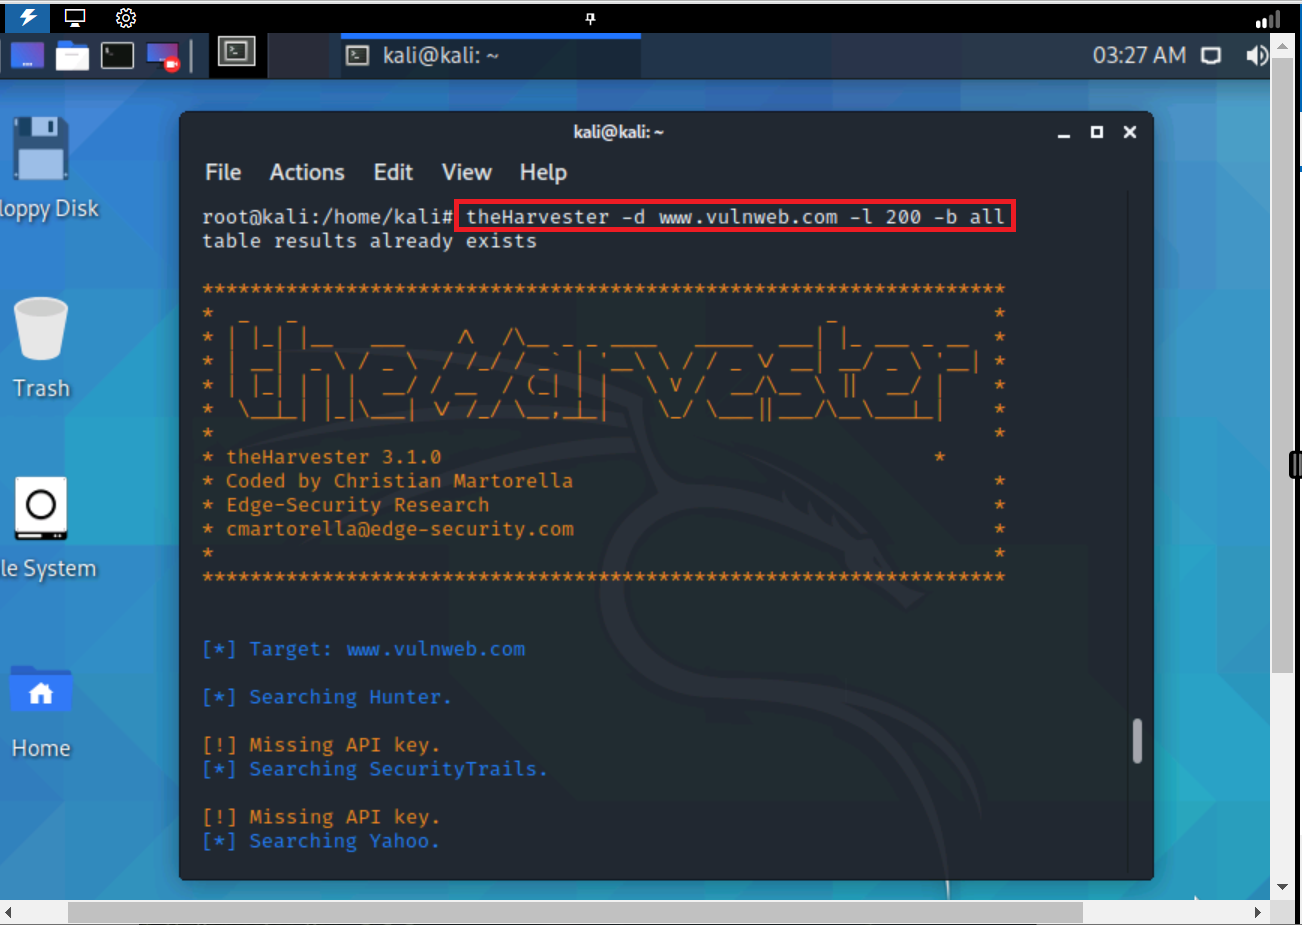 kali@kali: ~
03:27 AM
loppy Disk
Trash
le System
Home
kali@kali: ~
File Actions Edit View Help
root@kali:/home/kali# theHarvester -d www.vulnweb.com -l 200 -b all
table results already exists
*******************************************************************
theHarvester
* theHarvester 3.1.0 *
* Coded by Christian Martorella *
* Edge-Security Research *
* cmartorella@edge-security.com *
* *
*******************************************************************
[*] Target: www.vulnweb.com
[*] Searching Hunter.
[!] Missing API key.
[*] Searching SecurityTrails.
[!] Missing API key.
[*] Searching Yahoo.